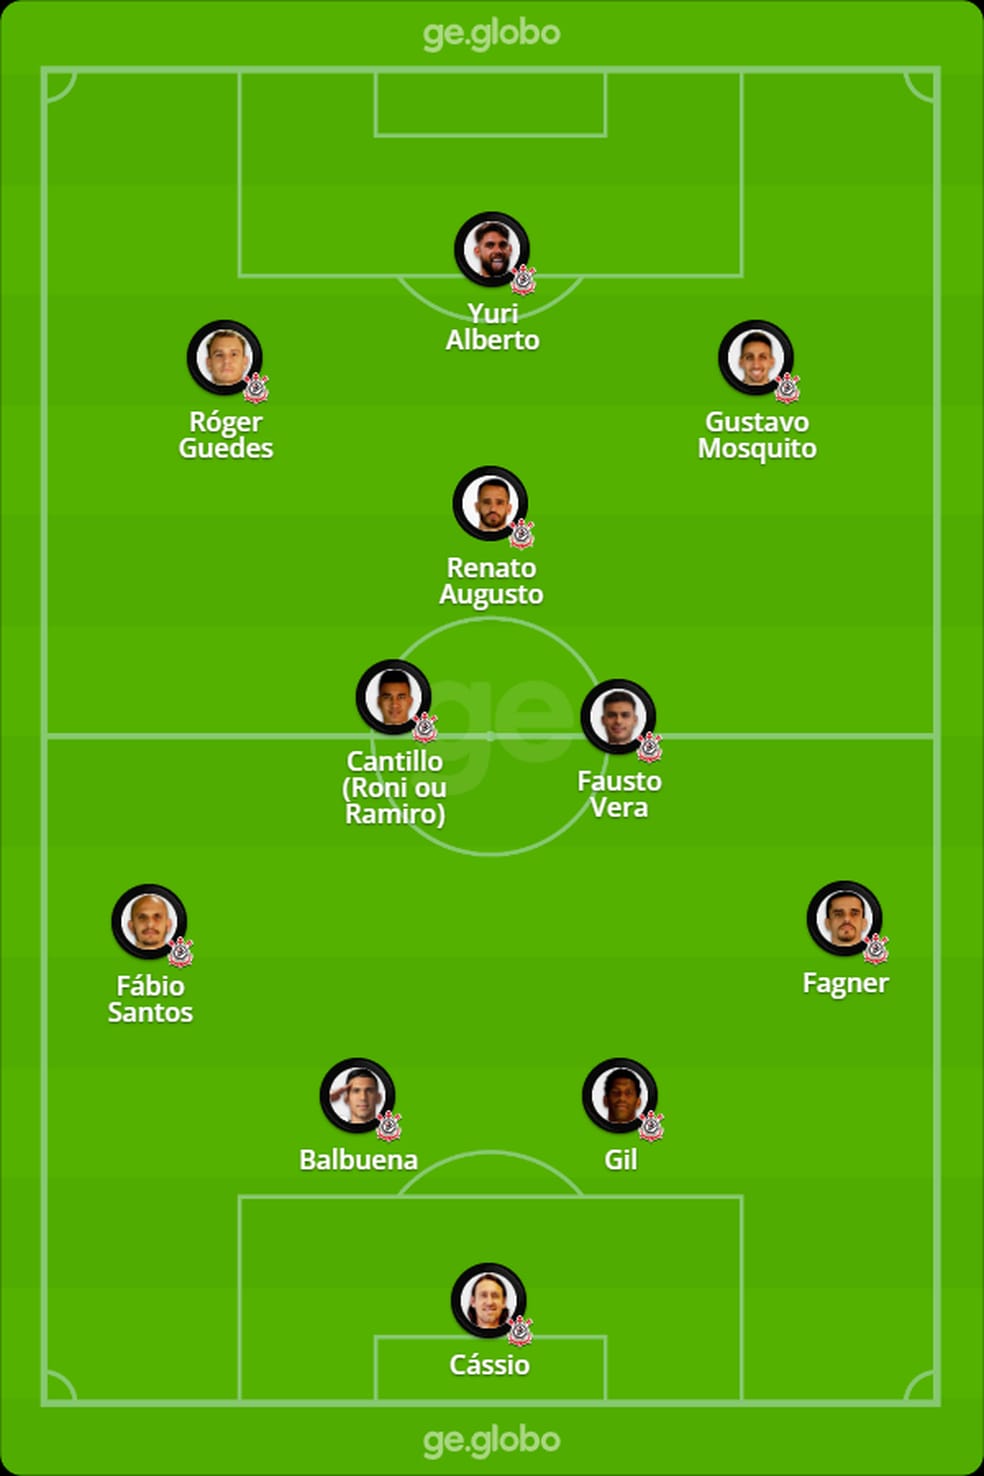 ge.globo
Yuri
Alberto
Róger
Guedes
Gustavo
Mosquito
Renato
Augusto
ge
Cantillo
(Roni ou
Ramiro)
Fausto
Vera
Fábio
Santos
Fagner
Balbuena
Gil
Cássio
ge.globo